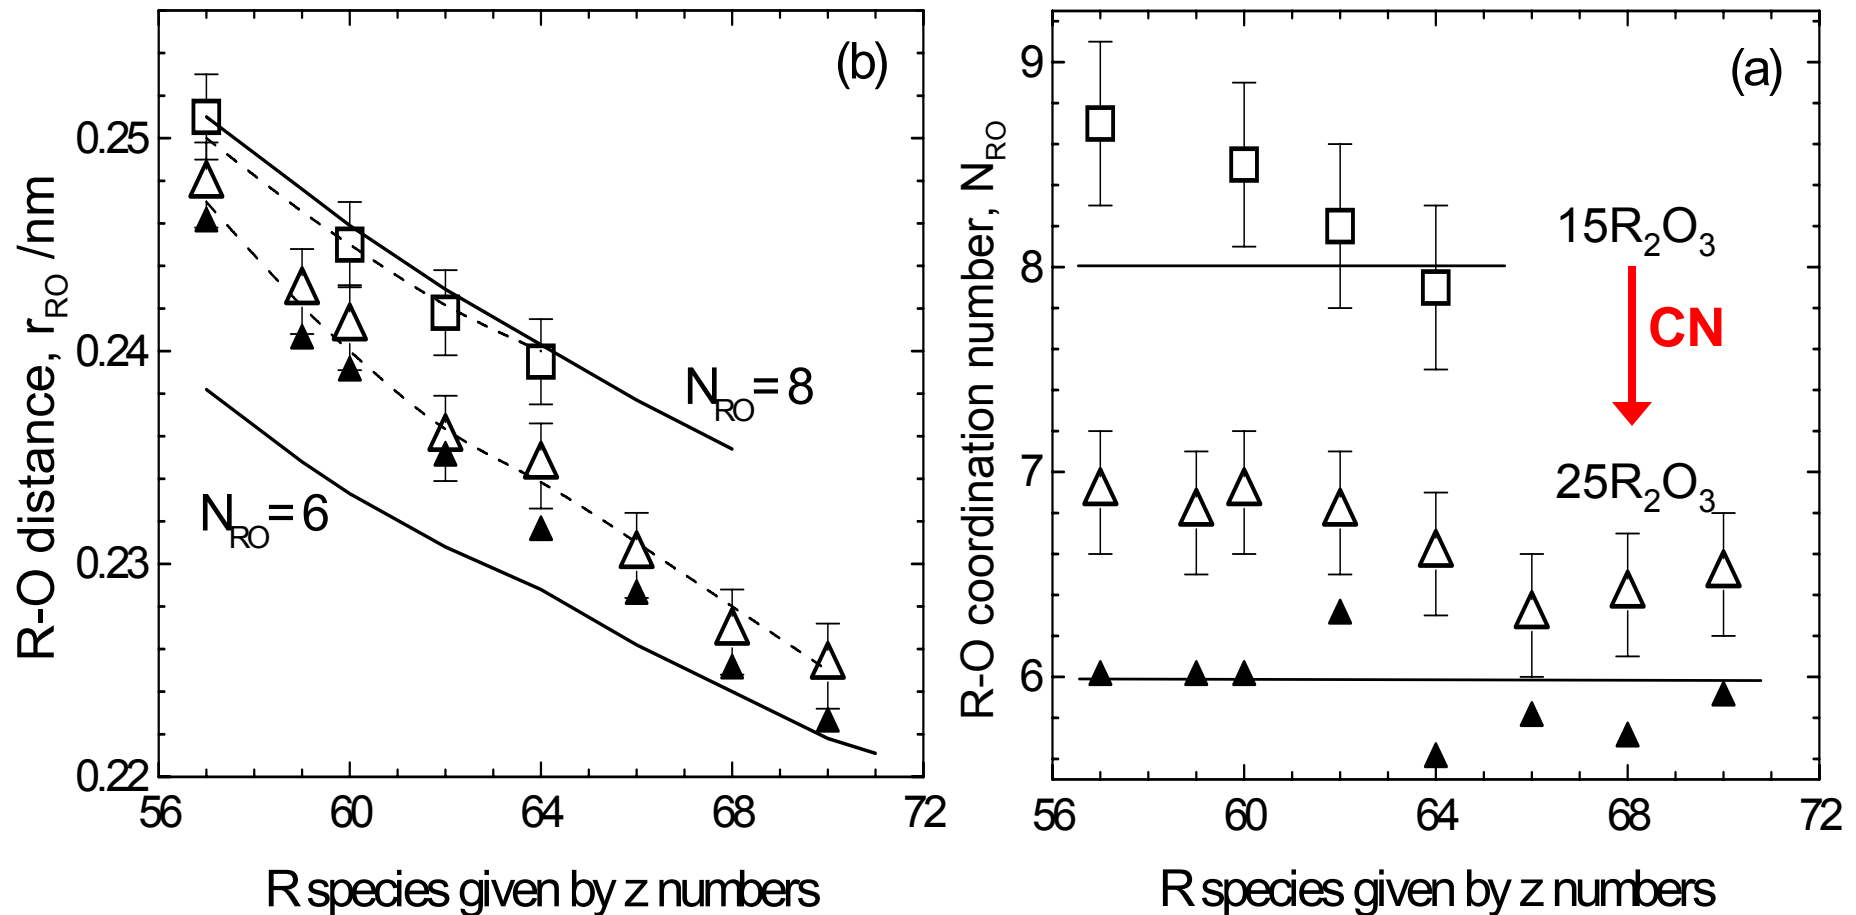 (b)
R-O distance, r_RO /nm
0.25
0.24
0.23
0.22
N_RO=8
N_RO=6
56 60 64 68 72
R species given by z numbers
(a)
R-O coordination number, N_RO
9
8
7
6
15R₂O₃
CN
25R₂O₃
56 60 64 68 72
R species given by z numbers